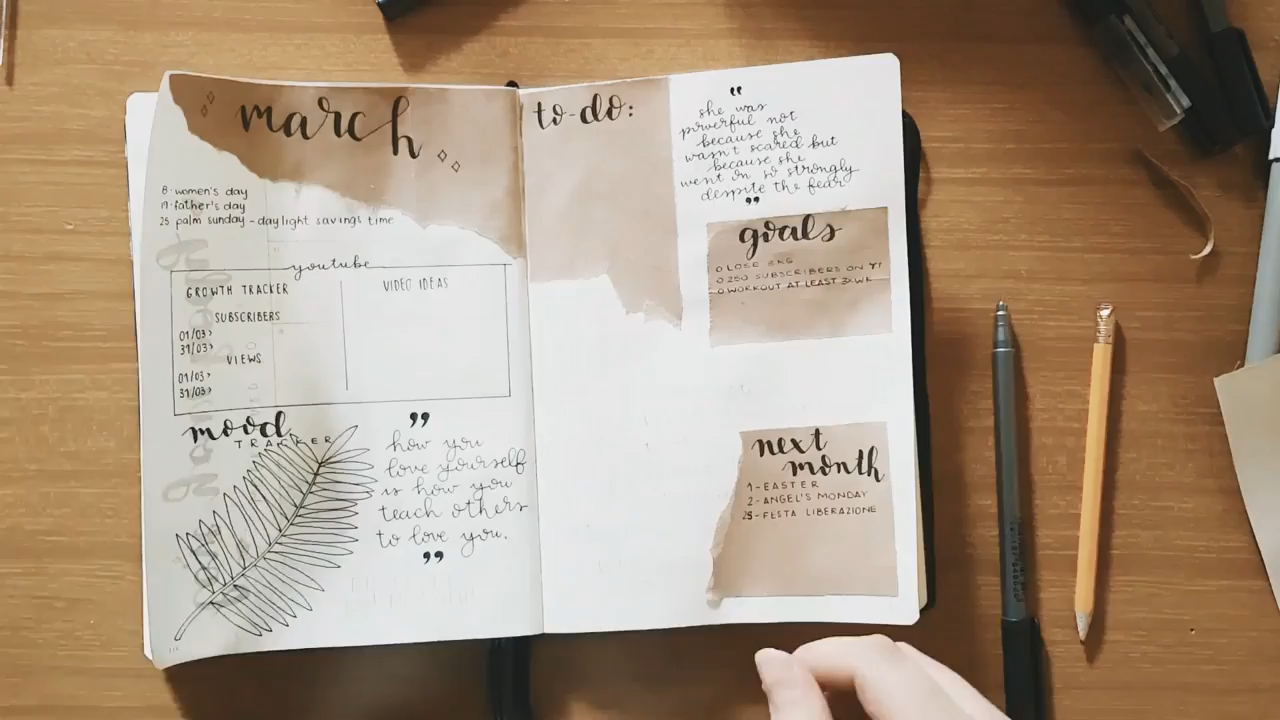 march
8· women's day
19· father's day
25 palm sunday - daylight savings time
youtube
GROWTH TRACKER
SUBSCRIBERS
01/03>
31/03>
VIEWS
01/03>
31/03>
VIDEO IDEAS
mood
TRACKER
"
how you
love yourself
is how you
teach others
to love you.
"
to-do:
"
she was
powerful not
because she
wasn't scared but
because she
went on so strongly
despite the fear
"
goals
O LOSE 2KG
O 250 SUBSCRIBERS ON YT
O WORKOUT AT LEAST 3XWK
next
month
1-EASTER
2-ANGEL'S MONDAY
25-FESTA LIBERAZIONE